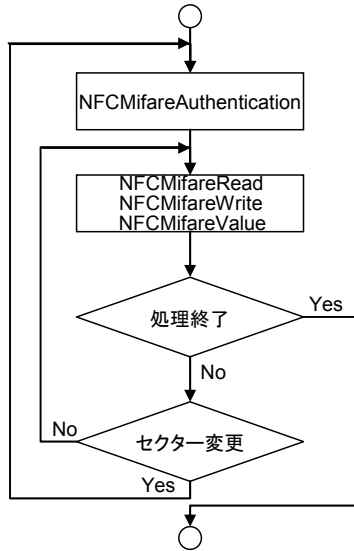 NFCMifareAuthentication
NFCMifareRead
NFCMifareWrite
NFCMifareValue
処理終了
Yes
No
セクター変更
No
Yes